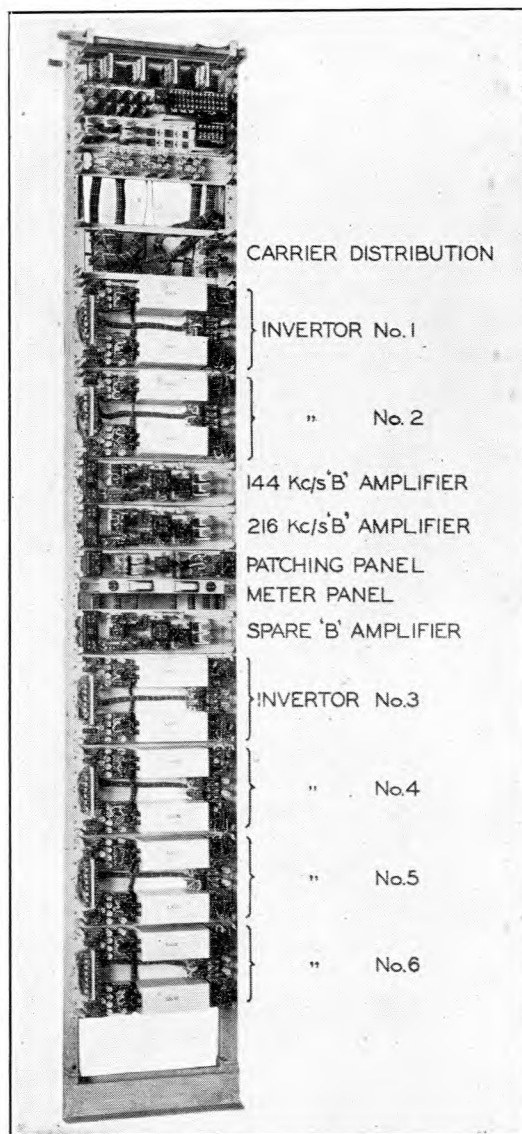 CARRIER DISTRIBUTION
INVERTOR No.1
" No.2
144 Kc/s 'B' AMPLIFIER
216 Kc/s 'B' AMPLIFIER
PATCHING PANEL
METER PANEL
SPARE 'B' AMPLIFIER
INVERTOR No.3
" No.4
" No.5
" No.6